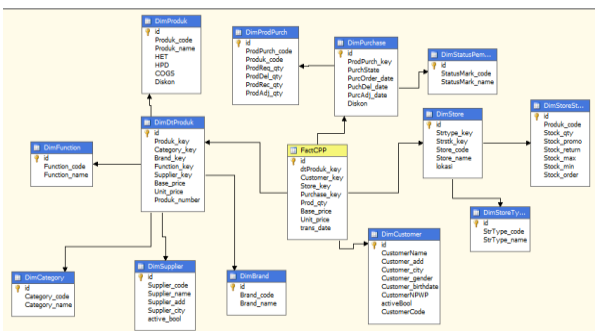 DimProduk
id
Produk_code
Produk_name
HET
HPD
COGS
Diskon
DimProdPurch
id
ProdPurch_code
Produk_code
ProdReq_qty
ProdDel_qty
ProdRec_qty
ProdAdj_qty
DimPurchase
id
ProdPurch_key
PurchState
PurcOrder_date
PuchDel_date
PurcAdj_date
Diskon
DimStatusPem...
id
StatusMark_code
StatusMark_name
DimDtProduk
id
Produk_key
Category_key
Brand_key
Function_key
Supplier_key
Base_price
Unit_price
Produk_number
DimFunction
id
Function_code
Function_name
FactCPP
id
dtProduk_key
Customer_key
Store_key
Purchase_key
Prod_qty
Base_price
Unit_price
trans_date
DimStore
id
Strtype_key
Strstk_key
Store_code
Store_name
lokasi
DimStoreSt...
id
Produk_code
Stock_qty
Stock_promo
Stock_return
Stock_max
Stock_min
Stock_order
DimStoreTy...
id
StrType_code
StrType_name
DimCategory
id
Category_code
Category_name
DimSupplier
id
Supplier_code
Supplier_name
Supplier_add
Supplier_city
active_bool
DimBrand
id
Brand_code
Brand_name
DimCustomer
id
CustomerName
Customer_add
Customer_city
Customer_gender
Customer_birthdate
CustomerNPWP
activeBool
CustomerCode